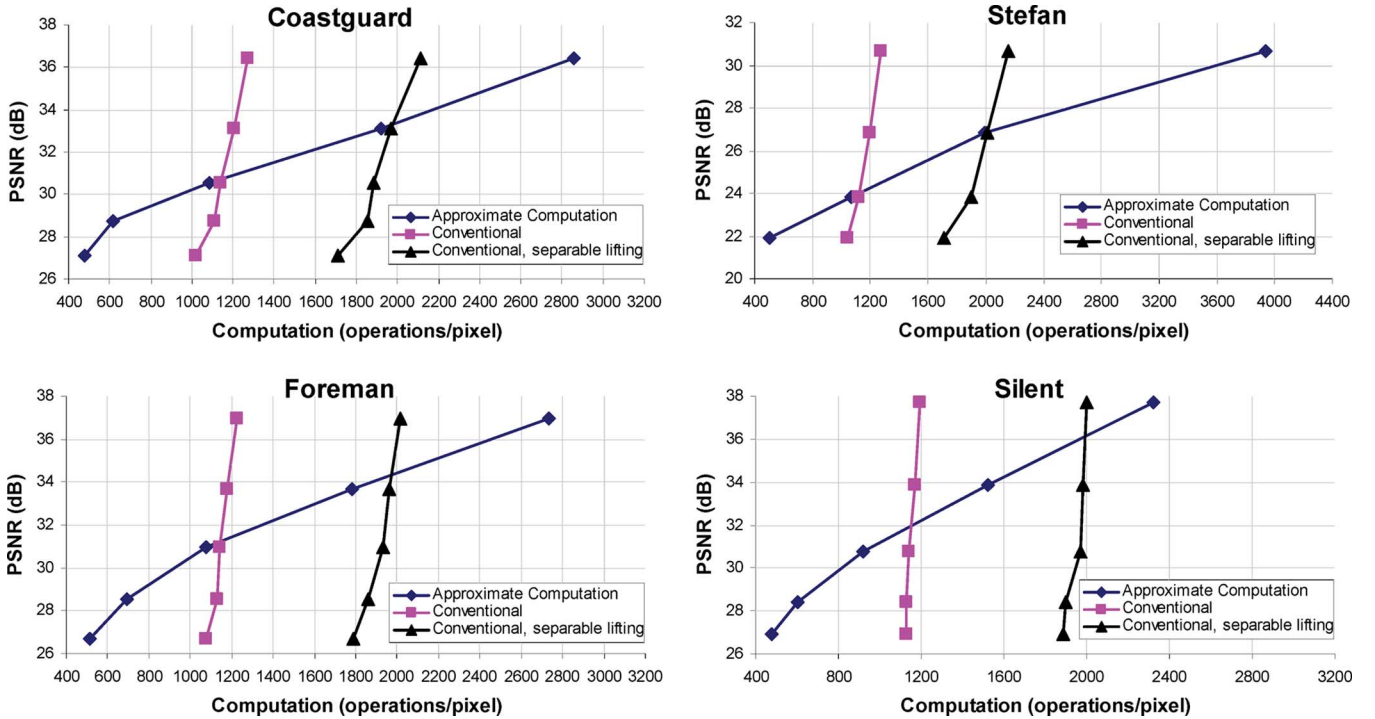 Coastguard
PSNR (dB)
38
36
34
32
30
28
26
Approximate Computation
Conventional
Conventional, separable lifting
400 600 800 1000 1200 1400 1600 1800 2000 2200 2400 2600 2800 3000 3200
Computation (operations/pixel)
Stefan
PSNR (dB)
32
30
28
26
24
22
20
Approximate Computation
Conventional
Conventional, separable lifting
400 800 1200 1600 2000 2400 2800 3200 3600 4000 4400
Computation (operations/pixel)
Foreman
PSNR (dB)
38
36
34
32
30
28
26
Approximate Computation
Conventional
Conventional, separable lifting
400 600 800 1000 1200 1400 1600 1800 2000 2200 2400 2600 2800 3000 3200
Computation (operations/pixel)
Silent
PSNR (dB)
38
36
34
32
30
28
26
Approximate Computation
Conventional
Conventional, separable lifting
400 800 1200 1600 2000 2400 2800 3200
Computation (operations/pixel)